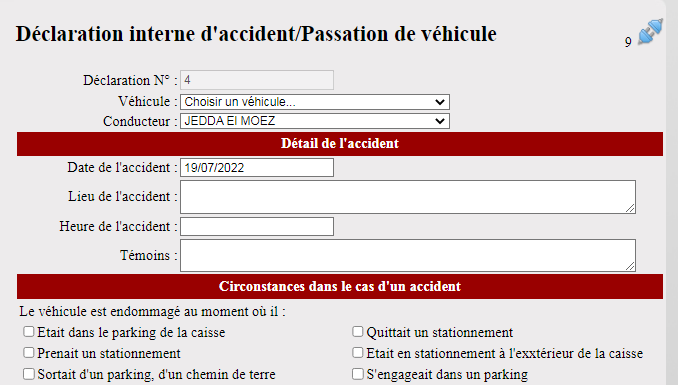 Déclaration interne d'accident/Passation de véhicule
9
Déclaration N° : 4
Véhicule : Choisir un véhicule...
Conducteur : JEDDA El MOEZ
Détail de l'accident
Date de l'accident : 19/07/2022
Lieu de l'accident :
Heure de l'accident :
Témoins :
Circonstances dans le cas d'un accident
Le véhicule est endommagé au moment où il :
Etait dans le parking de la caisse Quittait un stationnement
Prenait un stationnement Etait en stationnement à l'exxtérieur de la caisse
Sortait d'un parking, d'un chemin de terre S'engageait dans un parking